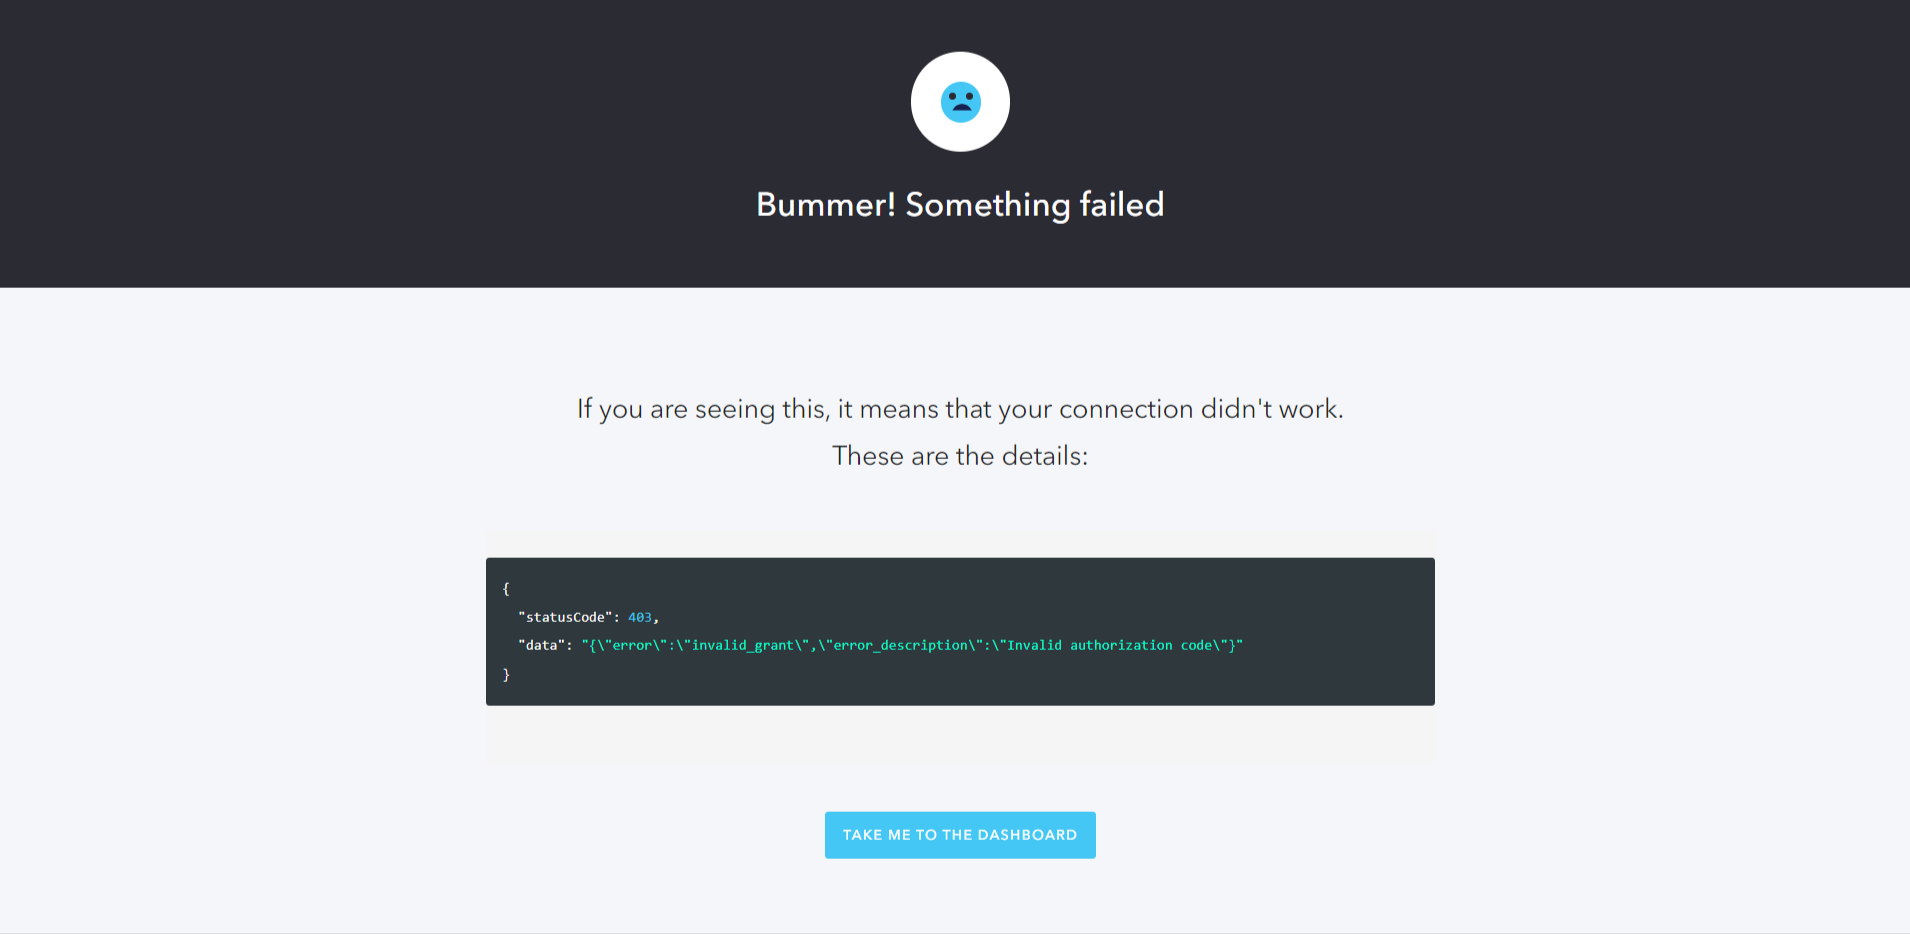 Bummer! Something failed
If you are seeing this, it means that your connection didn't work.
These are the details:
{
"statusCode": 403,
"data": "{\"error\":\"invalid_grant\",\"error_description\":\"Invalid authorization code\"}"
}
TAKE ME TO THE DASHBOARD